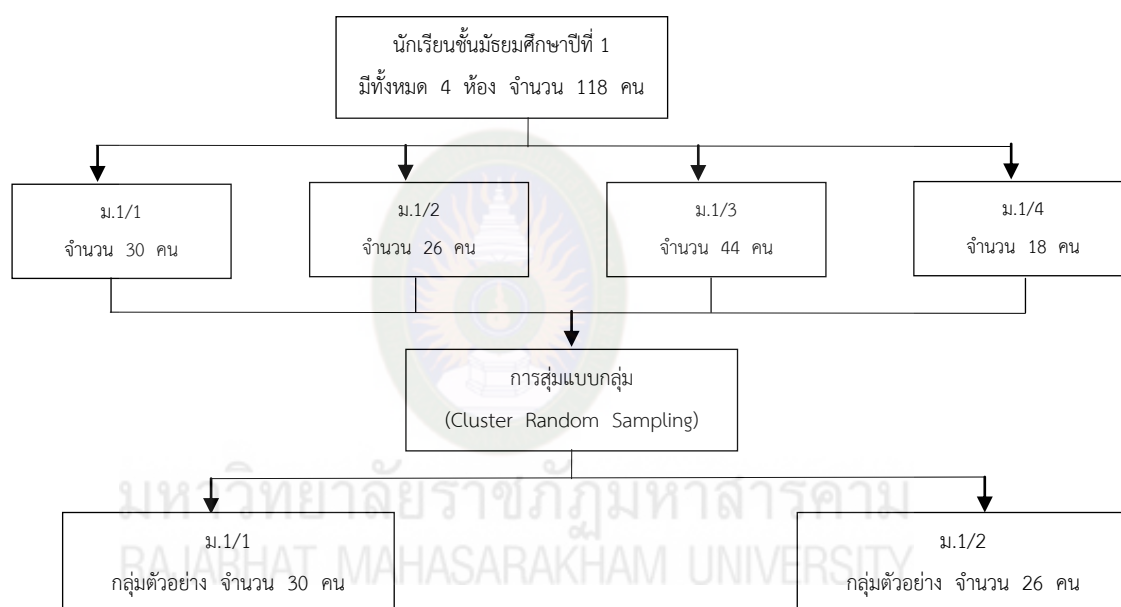 นักเรียนชั้นมัธยมศึกษาปีที่ 1
มีทั้งหมด 4 ห้อง จำนวน 118 คน
ม.1/1
จำนวน 30 คน
ม.1/2
จำนวน 26 คน
ม.1/3
จำนวน 44 คน
ม.1/4
จำนวน 18 คน
การสุ่มแบบกลุ่ม
(Cluster Random Sampling)
มหาวิทยาลัยราชภัฏมหาสารคาม
RAJABHAT MAHASARAKHAM UNIVERSITY
ม.1/1
กลุ่มตัวอย่าง จำนวน 30 คน
ม.1/2
กลุ่มตัวอย่าง จำนวน 26 คน